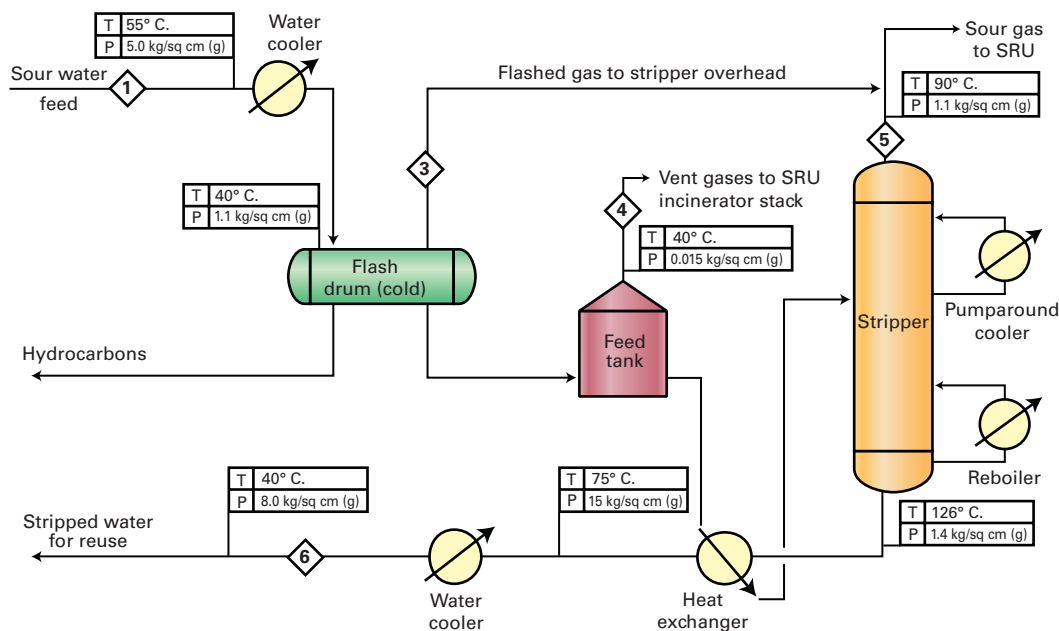 T 55° C.
P 5.0 kg/sq cm (g)
Water
cooler
Sour water
feed
1
Sour gas
to SRU
Flashed gas to stripper overhead
T 90° C.
P 1.1 kg/sq cm (g)
3
5
T 40° C.
P 1.1 kg/sq cm (g)
4
Vent gases to SRU
incinerator stack
T 40° C.
P 0.015 kg/sq cm (g)
Flash
drum (cold)
Feed
tank
Stripper
Pumparound
cooler
Hydrocarbons
Reboiler
T 40° C.
P 8.0 kg/sq cm (g)
T 75° C.
P 15 kg/sq cm (g)
T 126° C.
P 1.4 kg/sq cm (g)
Stripped water
for reuse
6
Water
cooler
Heat
exchanger